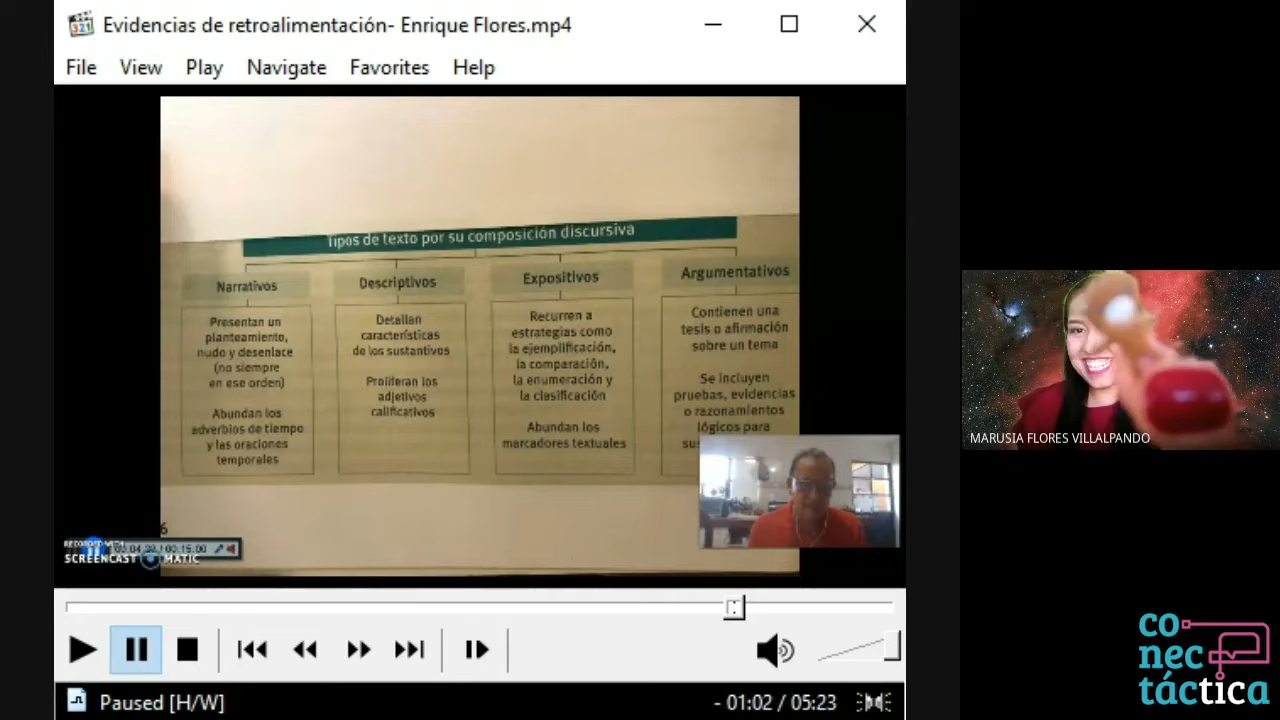 Evidencias de retroalimentación- Enrique Flores.mp4
File View Play Navigate Favorites Help
Tipos de texto por su composición discursiva
Narrativos
Presentan un
planteamiento,
nudo y desenlace
(no siempre
en ese orden)
Abundan los
adverbios de tiempo
y las oraciones
temporales
Descriptivos
Detallan
características
de los sustantivos
Proliferan los
adjetivos
calificativos
Expositivos
Recurren a
estrategias como
la ejemplificación,
la comparación,
la enumeración y
la clasificación
Abundan los
marcadores textuales
Argumentativos
Contienen una
tesis o afirmación
sobre un tema
Se incluyen
pruebas, evidencias
o razonamientos
lógicos para
6
RECORDED WITH
SCREENCAST MATIC
Paused [H/W]
- 01:02 / 05:23
MARUSIA FLORES VILLALPANDO
co
nec
táctica